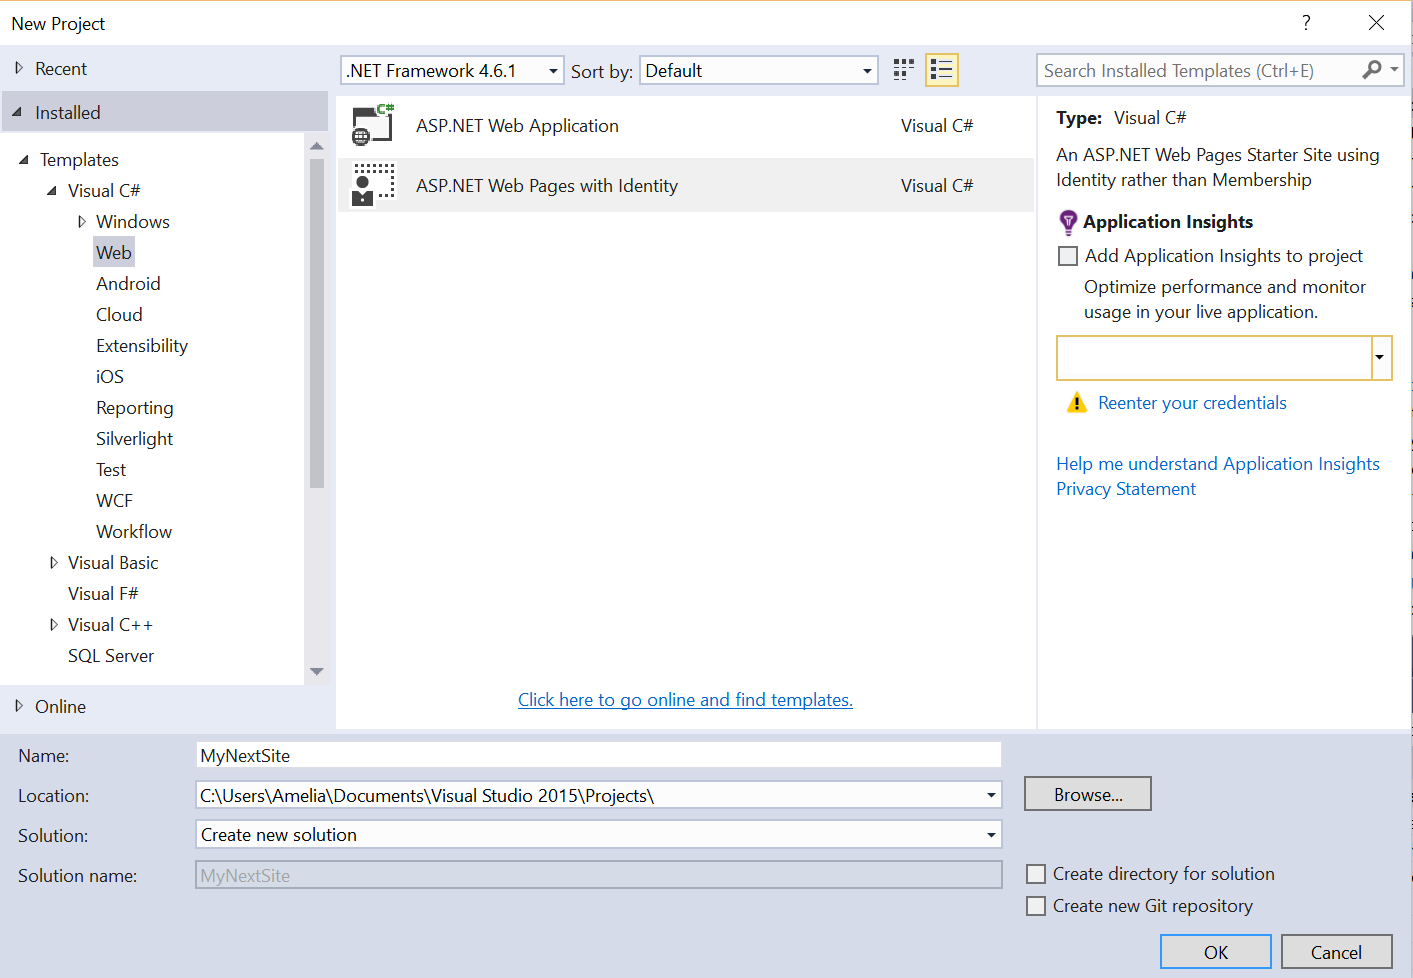 New Project
?
Recent
.NET Framework 4.6.1
Sort by:
Default
Search Installed Templates (Ctrl+E)
Installed
Templates
Visual C#
Windows
Web
Android
Cloud
Extensibility
iOS
Reporting
Silverlight
Test
WCF
Workflow
Visual Basic
Visual F#
Visual C++
SQL Server
Online
C#
ASP.NET Web Application
Visual C#
ASP.NET Web Pages with Identity
Visual C#
Click here to go online and find templates.
Type: Visual C#
An ASP.NET Web Pages Starter Site using
Identity rather than Membership
Application Insights
Add Application Insights to project
Optimize performance and monitor
usage in your live application.
Reenter your credentials
Help me understand Application Insights
Privacy Statement
Name:
MyNextSite
Location:
C:\Users\Amelia\Documents\Visual Studio 2015\Projects\
Browse...
Solution:
Create new solution
Solution name:
MyNextSite
Create directory for solution
Create new Git repository
OK
Cancel